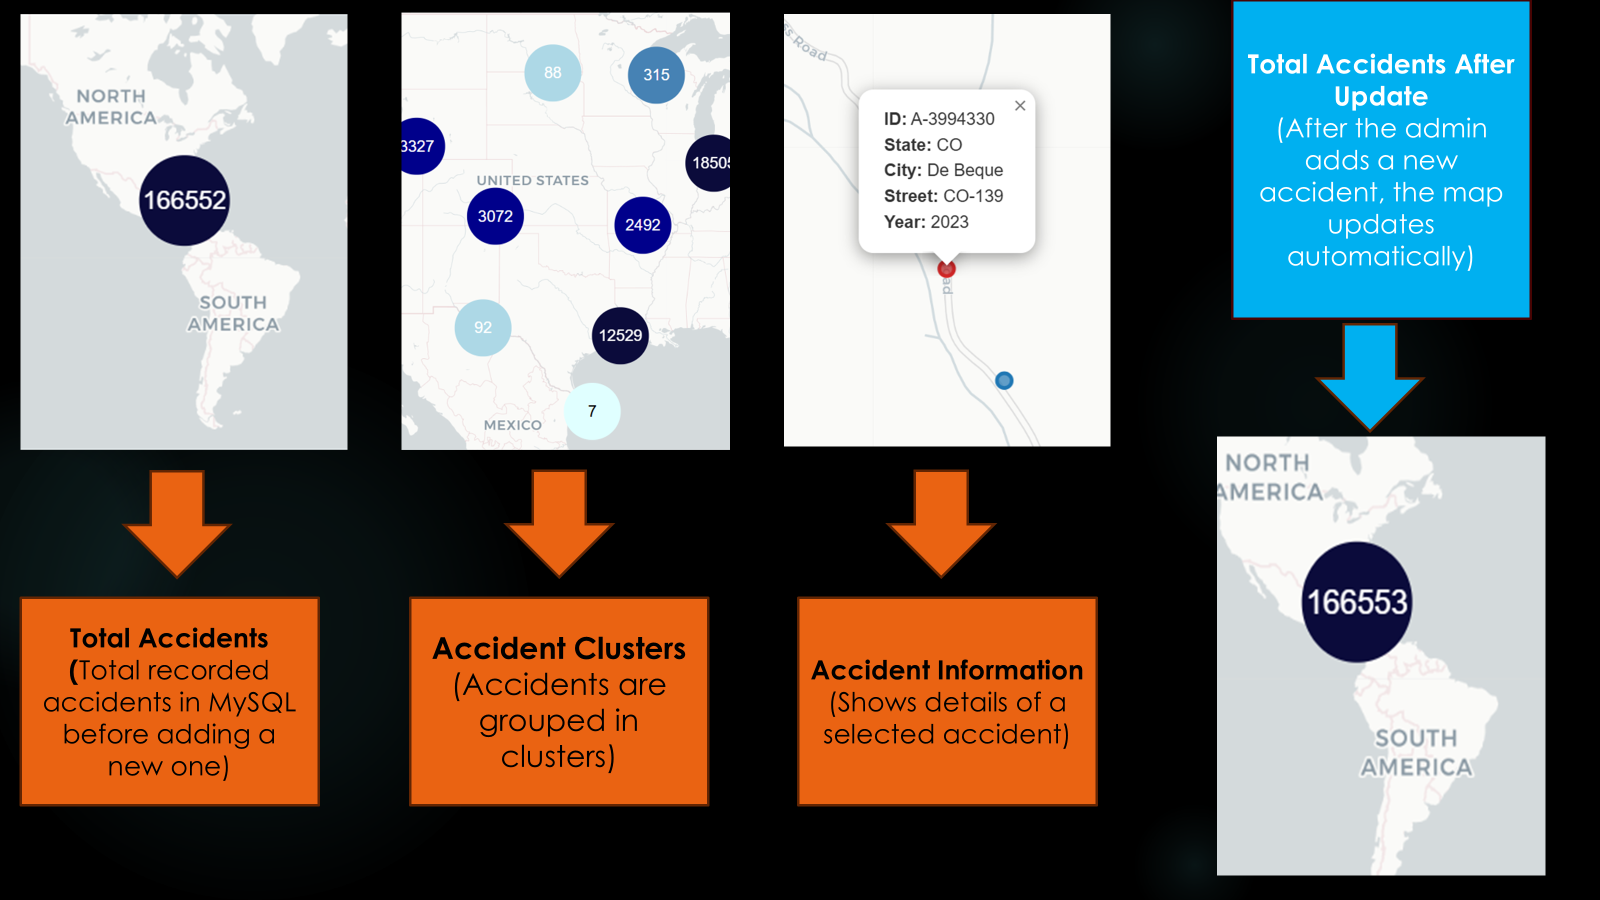 NORTH
AMERICA
166552
SOUTH
AMERICA
Total Accidents
(Total recorded
accidents in MySQL
before adding a
new one)
88
315
3327
18505
UNITED STATES
3072
2492
92
12529
7
MEXICO
Accident Clusters
(Accidents are
grouped in
clusters)
ss Road
ID: A-3994330
State: CO
City: De Beque
Street: CO-139
Year: 2023
ad
Accident Information
(Shows details of a
selected accident)
Total Accidents After
Update
(After the admin
adds a new
accident, the map
updates
automatically)
NORTH
AMERICA
166553
SOUTH
AMERICA